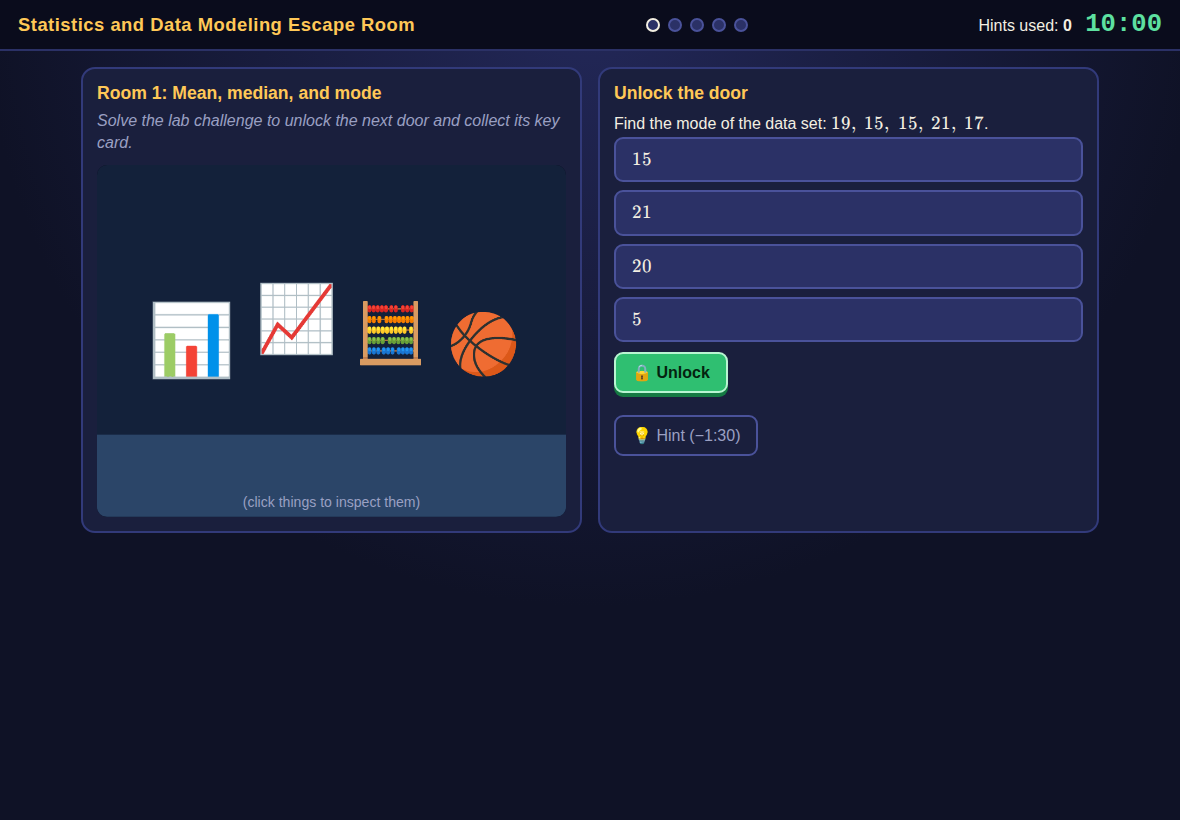 Statistics and Data Modeling Escape Room
Hints used: 0 10:00
Room 1: Mean, median, and mode
Solve the lab challenge to unlock the next door and collect its key
card.
(click things to inspect them)
Unlock the door
Find the mode of the data set: 19, 15, 15, 21, 17.
15
21
20
5
🔒 Unlock
💡 Hint (−1:30)